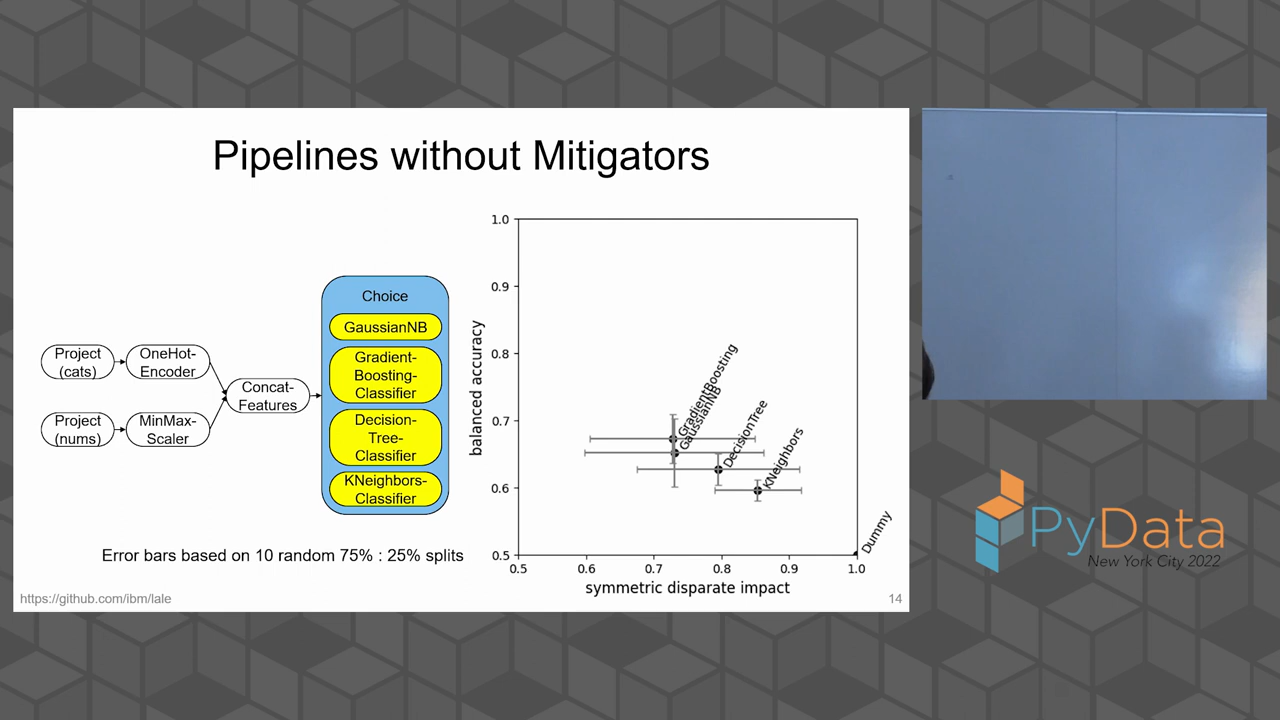 Pipelines without Mitigators
Project
(cats)
OneHot-
Encoder
Project
(nums)
MinMax-
Scaler
Concat-
Features
Choice
GaussianNB
Gradient-
Boosting-
Classifier
Decision-
Tree-
Classifier
KNeighbors-
Classifier
Error bars based on 10 random 75% : 25% splits
balanced accuracy
1.0
0.9
0.8
0.7
0.6
0.5
GradientBoosting
GaussianNB
DecisionTree
KNeighbors
Dummy
0.5 0.6 0.7 0.8 0.9 1.0
symmetric disparate impact
https://github.com/ibm/lale
14
PyData
New York City 2022